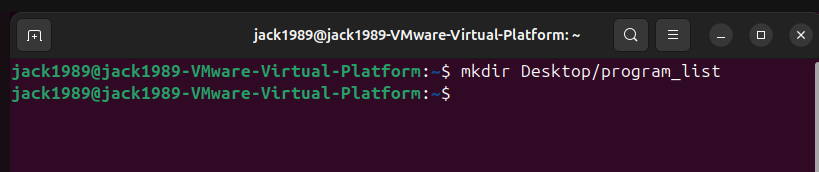 jack1989@jack1989-VMware-Virtual-Platform: ~
jack1989@jack1989-VMware-Virtual-Platform:~$ mkdir Desktop/program_list
jack1989@jack1989-VMware-Virtual-Platform:~$